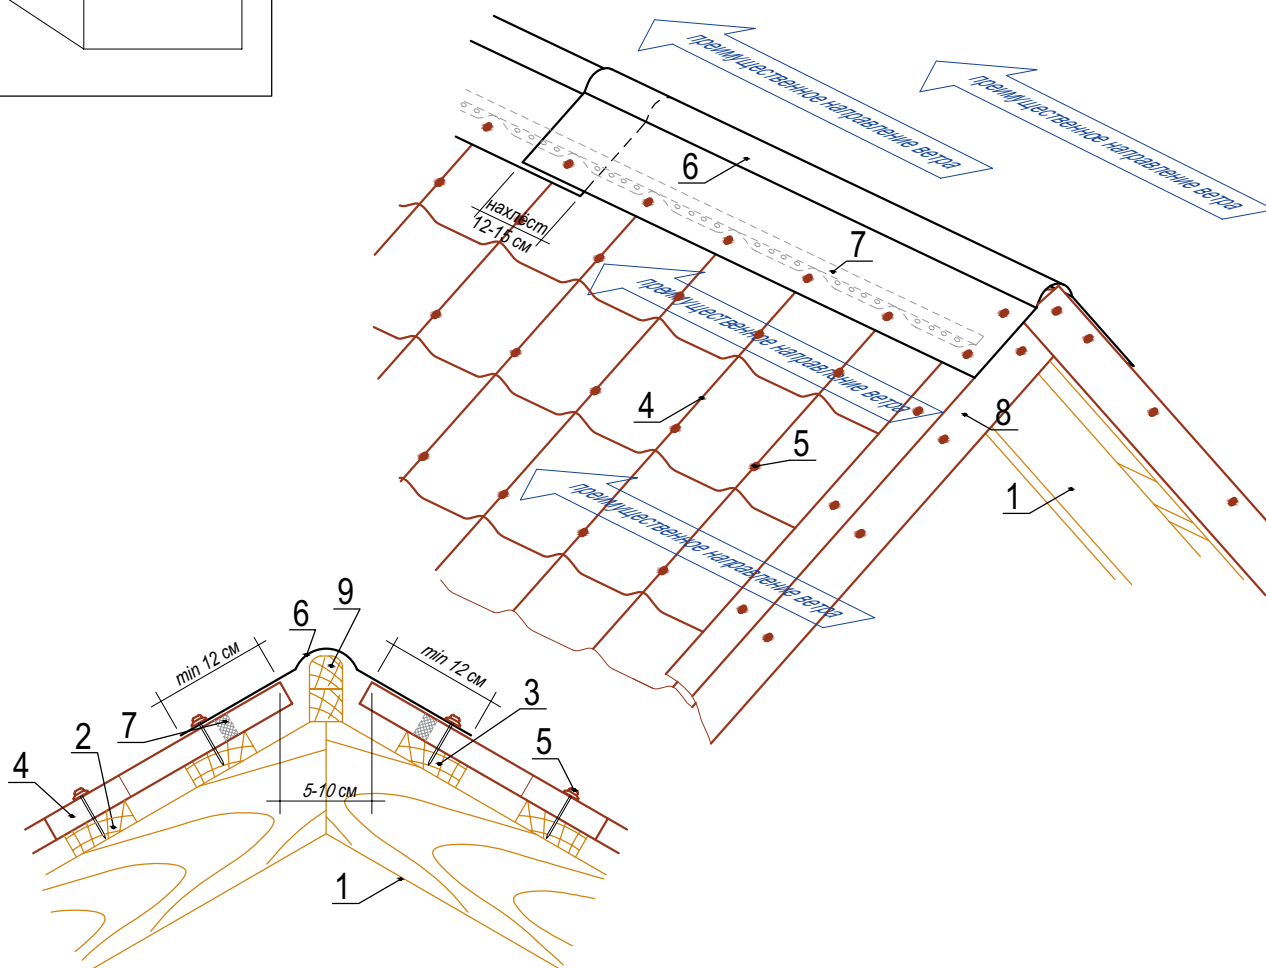 преимущественное направление ветра
преимущественное направление ветра
6
нахлёст
12-15 см
7
преимущественное направление ветра
4
8
5
1
преимущественное направление ветра
9
6
min 12 см
min 12 см
3
7
2
5
4
5-10 см
1